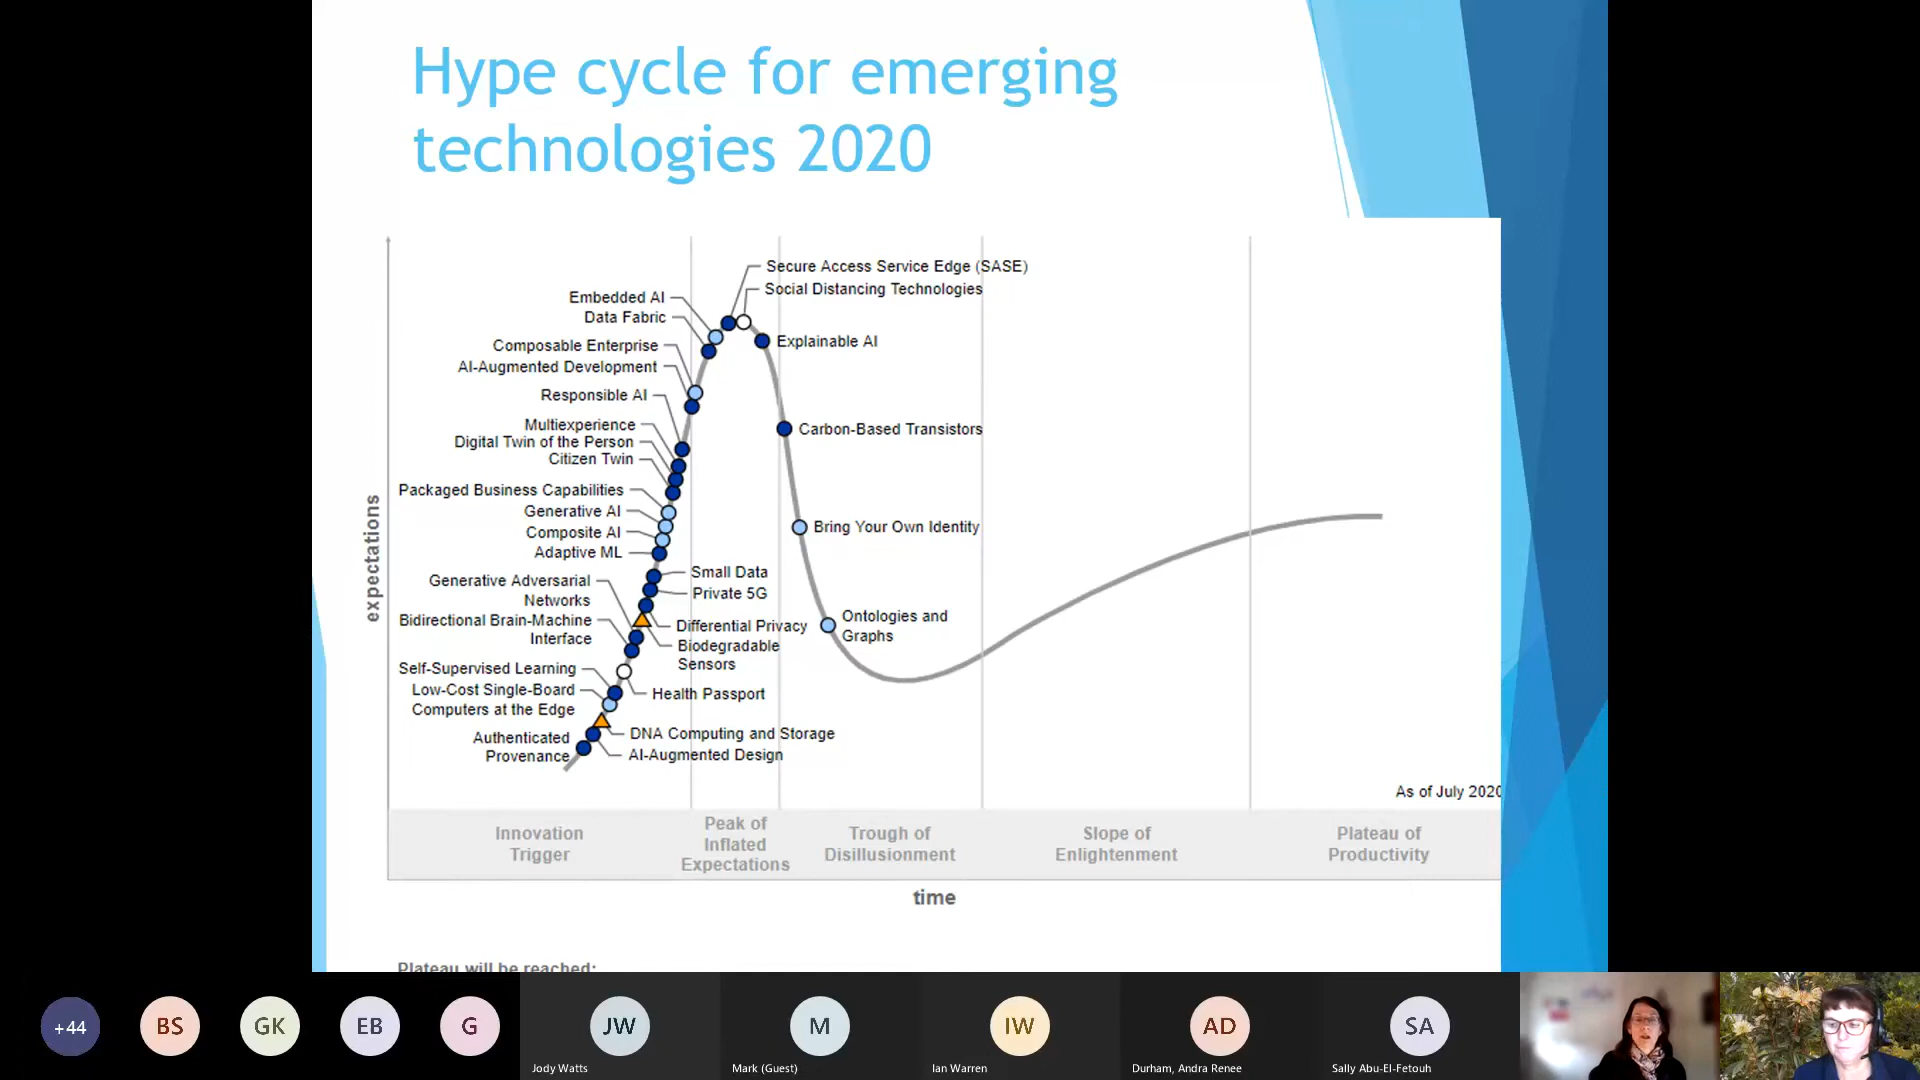 Hype cycle for emerging
technologies 2020
Secure Access Service Edge (SASE)
Social Distancing Technologies
Embedded AI
Data Fabric
Explainable AI
Composable Enterprise
AI-Augmented Development
Responsible AI
Multiexperience
Digital Twin of the Person
Citizen Twin
Carbon-Based Transistors
Packaged Business Capabilities
Generative AI
Composite AI
Adaptive ML
Bring Your Own Identity
Small Data
Private 5G
Generative Adversarial
Networks
Bidirectional Brain-Machine
Interface
Differential Privacy
Biodegradable
Sensors
Ontologies and
Graphs
Self-Supervised Learning
Low-Cost Single-Board
Computers at the Edge
Health Passport
Authenticated
Provenance
DNA Computing and Storage
AI-Augmented Design
expectations
As of July 2020
Innovation
Trigger
Peak of
Inflated
Expectations
Trough of
Disillusionment
Slope of
Enlightenment
Plateau of
Productivity
time
Plateau will be reached:
+44
BS
GK
EB
G
JW
M
IW
AD
SA
Jody Watts
Mark (Guest)
Ian Warren
Durham, Andra Renee
Sally Abu-El-Fetouh